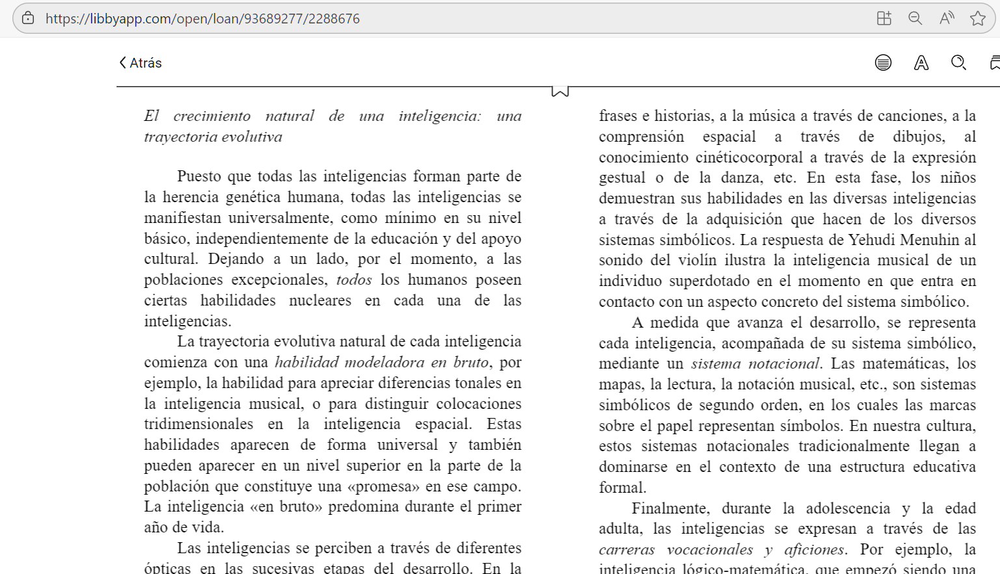 https://libbyapp.com/open/loan/93689277/2288676
Atrás
El crecimiento natural de una inteligencia: una
trayectoria evolutiva
Puesto que todas las inteligencias forman parte de
la herencia genética humana, todas las inteligencias se
manifiestan universalmente, como mínimo en su nivel
básico, independientemente de la educación y del apoyo
cultural. Dejando a un lado, por el momento, a las
poblaciones excepcionales, todos los humanos poseen
ciertas habilidades nucleares en cada una de las
inteligencias.
La trayectoria evolutiva natural de cada inteligencia
comienza con una habilidad modeladora en bruto, por
ejemplo, la habilidad para apreciar diferencias tonales en
la inteligencia musical, o para distinguir colocaciones
tridimensionales en la inteligencia espacial. Estas
habilidades aparecen de forma universal y también
pueden aparecer en un nivel superior en la parte de la
población que constituye una «promesa» en ese campo.
La inteligencia «en bruto» predomina durante el primer
año de vida.
Las inteligencias se perciben a través de diferentes
ópticas en las sucesivas etapas del desarrollo. En la
frases e historias, a la música a través de canciones, a la
comprensión espacial a través de dibujos, al
conocimiento cinéticocorporal a través de la expresión
gestual o de la danza, etc. En esta fase, los niños
demuestran sus habilidades en las diversas inteligencias
a través de la adquisición que hacen de los diversos
sistemas simbólicos. La respuesta de Yehudi Menuhin al
sonido del violín ilustra la inteligencia musical de un
individuo superdotado en el momento en que entra en
contacto con un aspecto concreto del sistema simbólico.
A medida que avanza el desarrollo, se representa
cada inteligencia, acompañada de su sistema simbólico,
mediante un sistema notacional. Las matemáticas, los
mapas, la lectura, la notación musical, etc., son sistemas
simbólicos de segundo orden, en los cuales las marcas
sobre el papel representan símbolos. En nuestra cultura,
estos sistemas notacionales tradicionalmente llegan a
dominarse en el contexto de una estructura educativa
formal.
Finalmente, durante la adolescencia y la edad
adulta, las inteligencias se expresan a través de las
carreras vocacionales y aficiones. Por ejemplo, la
inteligencia lógico-matemática, que empezó siendo una